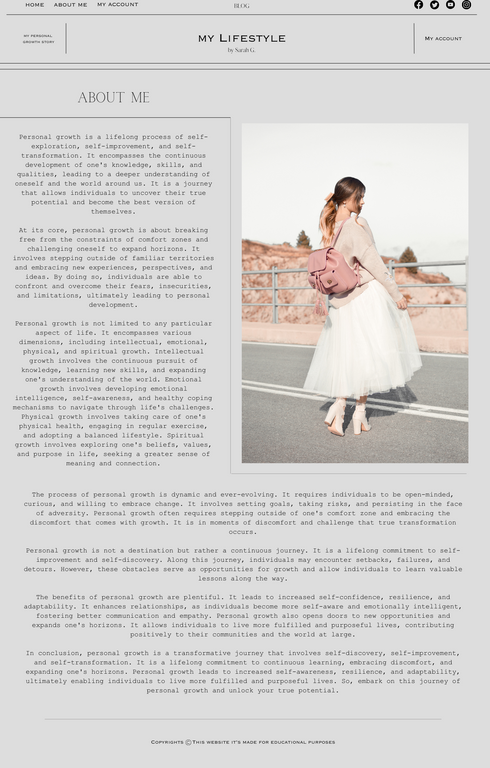 HOME ABOUT ME MY ACCOUNT BLOG
MY PERSONAL
GROWTH STORY
MY LIFESTYLE
by Sarah G.
MY ACCOUNT
ABOUT ME
Personal growth is a lifelong process of self-
exploration, self-improvement, and self-
transformation. It encompasses the continuous
development of one's knowledge, skills, and
qualities, leading to a deeper understanding of
oneself and the world around us. It is a journey
that allows individuals to uncover their true
potential and become the best version of
themselves.
At its core, personal growth is about breaking
free from the constraints of comfort zones and
challenging oneself to expand horizons. It
involves stepping outside of familiar territories
and embracing new experiences, perspectives, and
ideas. By doing so, individuals are able to
confront and overcome their fears, insecurities,
and limitations, ultimately leading to personal
development.
Personal growth is not limited to any particular
aspect of life. It encompasses various
dimensions, including intellectual, emotional,
physical, and spiritual growth. Intellectual
growth involves the continuous pursuit of
knowledge, learning new skills, and expanding
one's understanding of the world. Emotional
growth involves developing emotional
intelligence, self-awareness, and healthy coping
mechanisms to navigate through life's challenges.
Physical growth involves taking care of one's
physical health, engaging in regular exercise,
and adopting a balanced lifestyle. Spiritual
growth involves exploring one's beliefs, values,
and purpose in life, seeking a greater sense of
meaning and connection.
The process of personal growth is dynamic and ever-evolving. It requires individuals to be open-minded,
curious, and willing to embrace change. It involves setting goals, taking risks, and persisting in the face
of adversity. Personal growth often requires stepping outside of one's comfort zone and embracing the
discomfort that comes with growth. It is in moments of discomfort and challenge that true transformation
occurs.
Personal growth is not a destination but rather a continuous journey. It is a lifelong commitment to self-
improvement and self-discovery. Along this journey, individuals may encounter setbacks, failures, and
detours. However, these obstacles serve as opportunities for growth and allow individuals to learn valuable
lessons along the way.
The benefits of personal growth are plentiful. It leads to increased self-confidence, resilience, and
adaptability. It enhances relationships, as individuals become more self-aware and emotionally intelligent,
fostering better communication and empathy. Personal growth also opens doors to new opportunities and
expands one's horizons. It allows individuals to live more fulfilled and purposeful lives, contributing
positively to their communities and the world at large.
In conclusion, personal growth is a transformative journey that involves self-discovery, self-improvement,
and self-transformation. It is a lifelong commitment to continuous learning, embracing discomfort, and
expanding one's horizons. Personal growth leads to increased self-awareness, resilience, and adaptability,
ultimately enabling individuals to live more fulfilled and purposeful lives. So, embark on this journey of
personal growth and unlock your true potential.
COPYRIGHTS ©THIS WEBSITE IT'S MADE FOR EDUCATIONAL PURPOSES